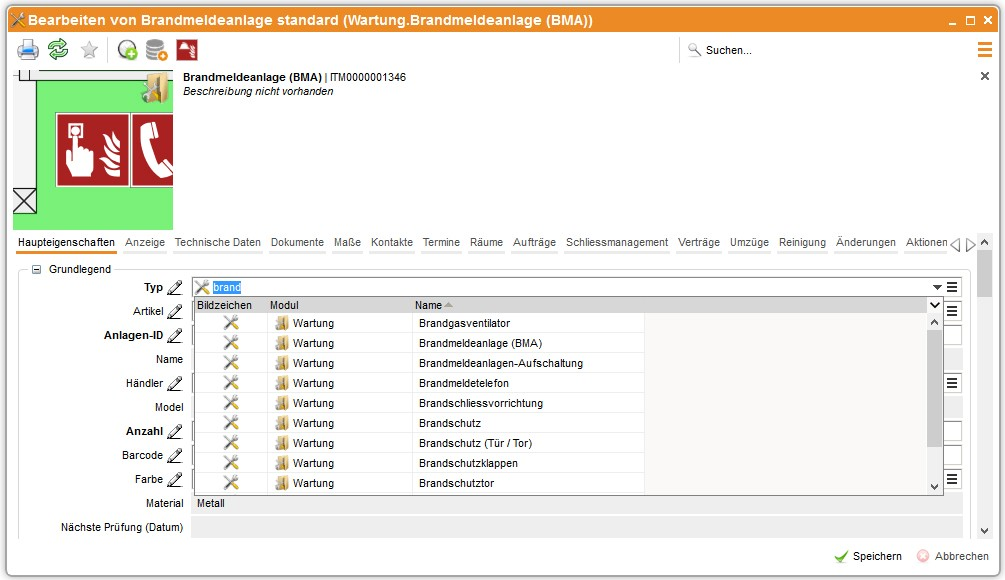 Bearbeiten von Brandmeldeanlage standard (Wartung.Brandmeldeanlage (BMA))
Suchen...
Brandmeldeanlage (BMA) | ITM0000001346
Beschreibung nicht vorhanden
Haupteigenschaften Anzeige Technische Daten Dokumente Maße Kontakte Termine Räume Aufträge Schliessmanagement Verträge Umzüge Reinigung Änderungen Aktionen
Grundlegend
Typ brand
Bildzeichen Modul Name
Artikel
Wartung Brandgasventilator
Anlagen-ID
Wartung Brandmeldeanlage (BMA)
Name
Wartung Brandmeldeanlagen-Aufschaltung
Händler
Wartung Brandmeldetelefon
Model
Wartung Brandschliessvorrichtung
Anzahl
Wartung Brandschutz
Wartung Brandschutz (Tür / Tor)
Barcode
Wartung Brandschutzklappen
Farbe
Wartung Brandschutztor
Material Metall
Nächste Prüfung (Datum)
Speichern Abbrechen